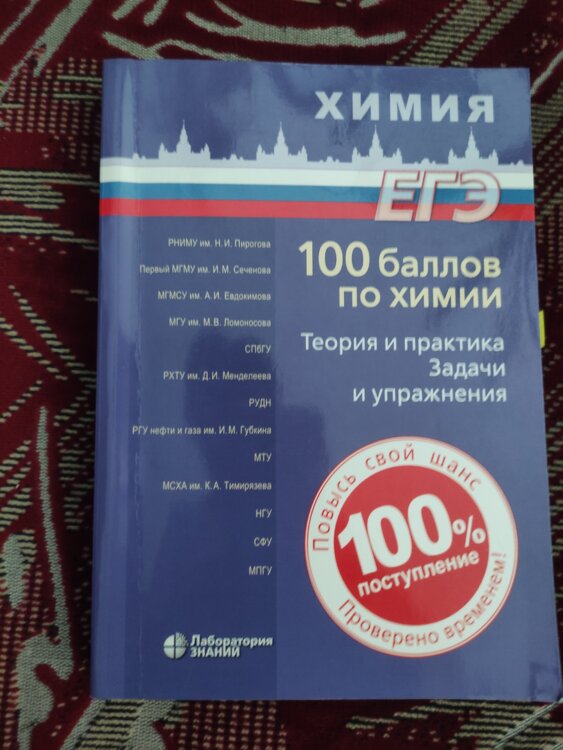 ХИМИЯ
ЕГЭ
РНИМУ им. Н.И. Пирогова
Первый МГМУ им. И.М. Сеченова
МГМСУ им. А.И. Евдокимова
МГУ им. М.В. Ломоносова
СПбГУ
РХТУ им. Д.И. Менделеева
РУДН
РГУ нефти и газа им. И.М. Губкина
МТУ
МСХА им. К.А. Тимирязева
НГУ
СФУ
МПГУ
100 баллов
по химии
Теория и практика
Задачи
и упражнения
Повысь свой шанс
100%
поступление
Проверено временем!
Лаборатория
ЗНАНИЙ